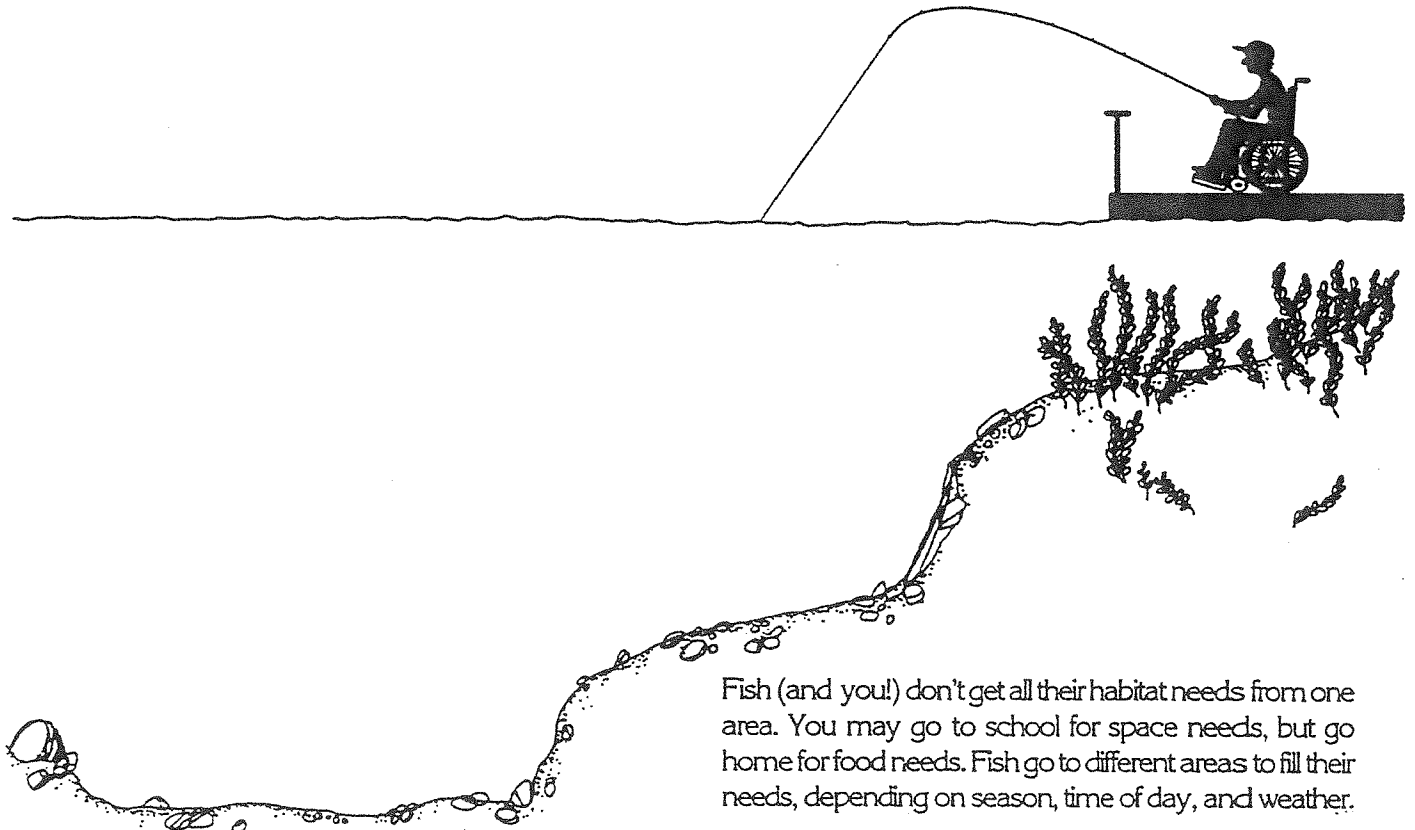 Fish (and you!) don't get all their habitat needs from one
area. You may go to school for space needs, but go
home for food needs. Fish go to different areas to fill their
needs, depending on season, time of day, and weather.